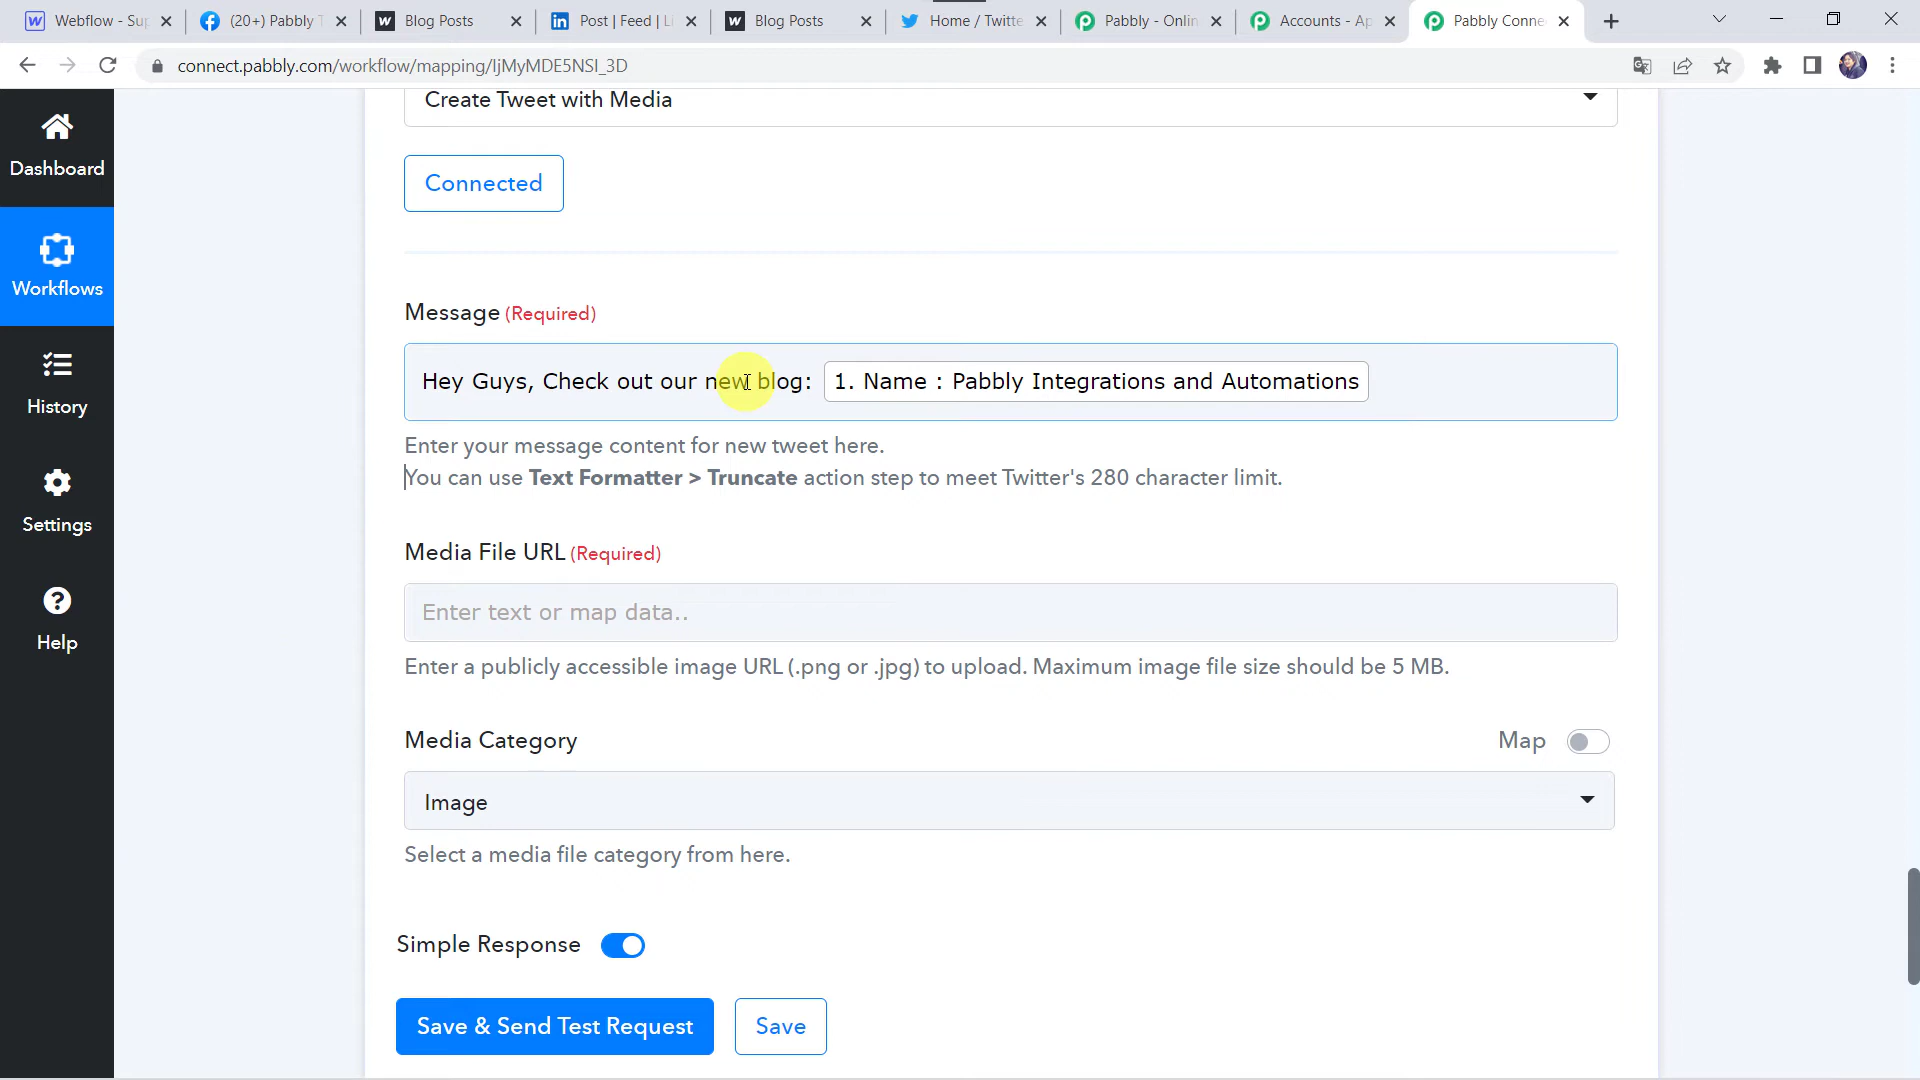 Webflow - Sup
(20+) Pabbly T
Blog Posts
Post | Feed | Li
Blog Posts
Home / Twitte
Pabbly - Onlin
Accounts - Ap
Pabbly Conne
connect.pabbly.com/workflow/mapping/IjMyMDE5NSI_3D
Dashboard
Workflows
History
Settings
Help
Create Tweet with Media
Connected
Message (Required)
Hey Guys, Check out our new blog: 1. Name : Pabbly Integrations and Automations
Enter your message content for new tweet here.
You can use Text Formatter > Truncate action step to meet Twitter's 280 character limit.
Media File URL (Required)
Enter text or map data..
Enter a publicly accessible image URL (.png or .jpg) to upload. Maximum image file size should be 5 MB.
Media Category
Map
Image
Select a media file category from here.
Simple Response
Save & Send Test Request
Save